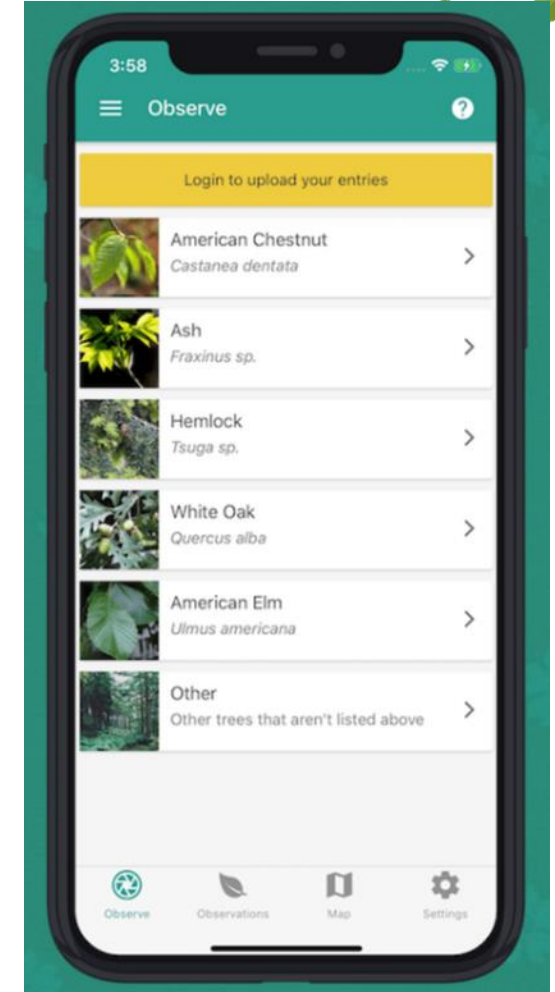 3:58
Observe
Login to upload your entries
American Chestnut
Castanea dentata
Ash
Fraxinus sp.
Hemlock
Tsuga sp.
White Oak
Quercus alba
American Elm
Ulmus americana
Other
Other trees that aren't listed above
Observe
Observations
Map
Settings